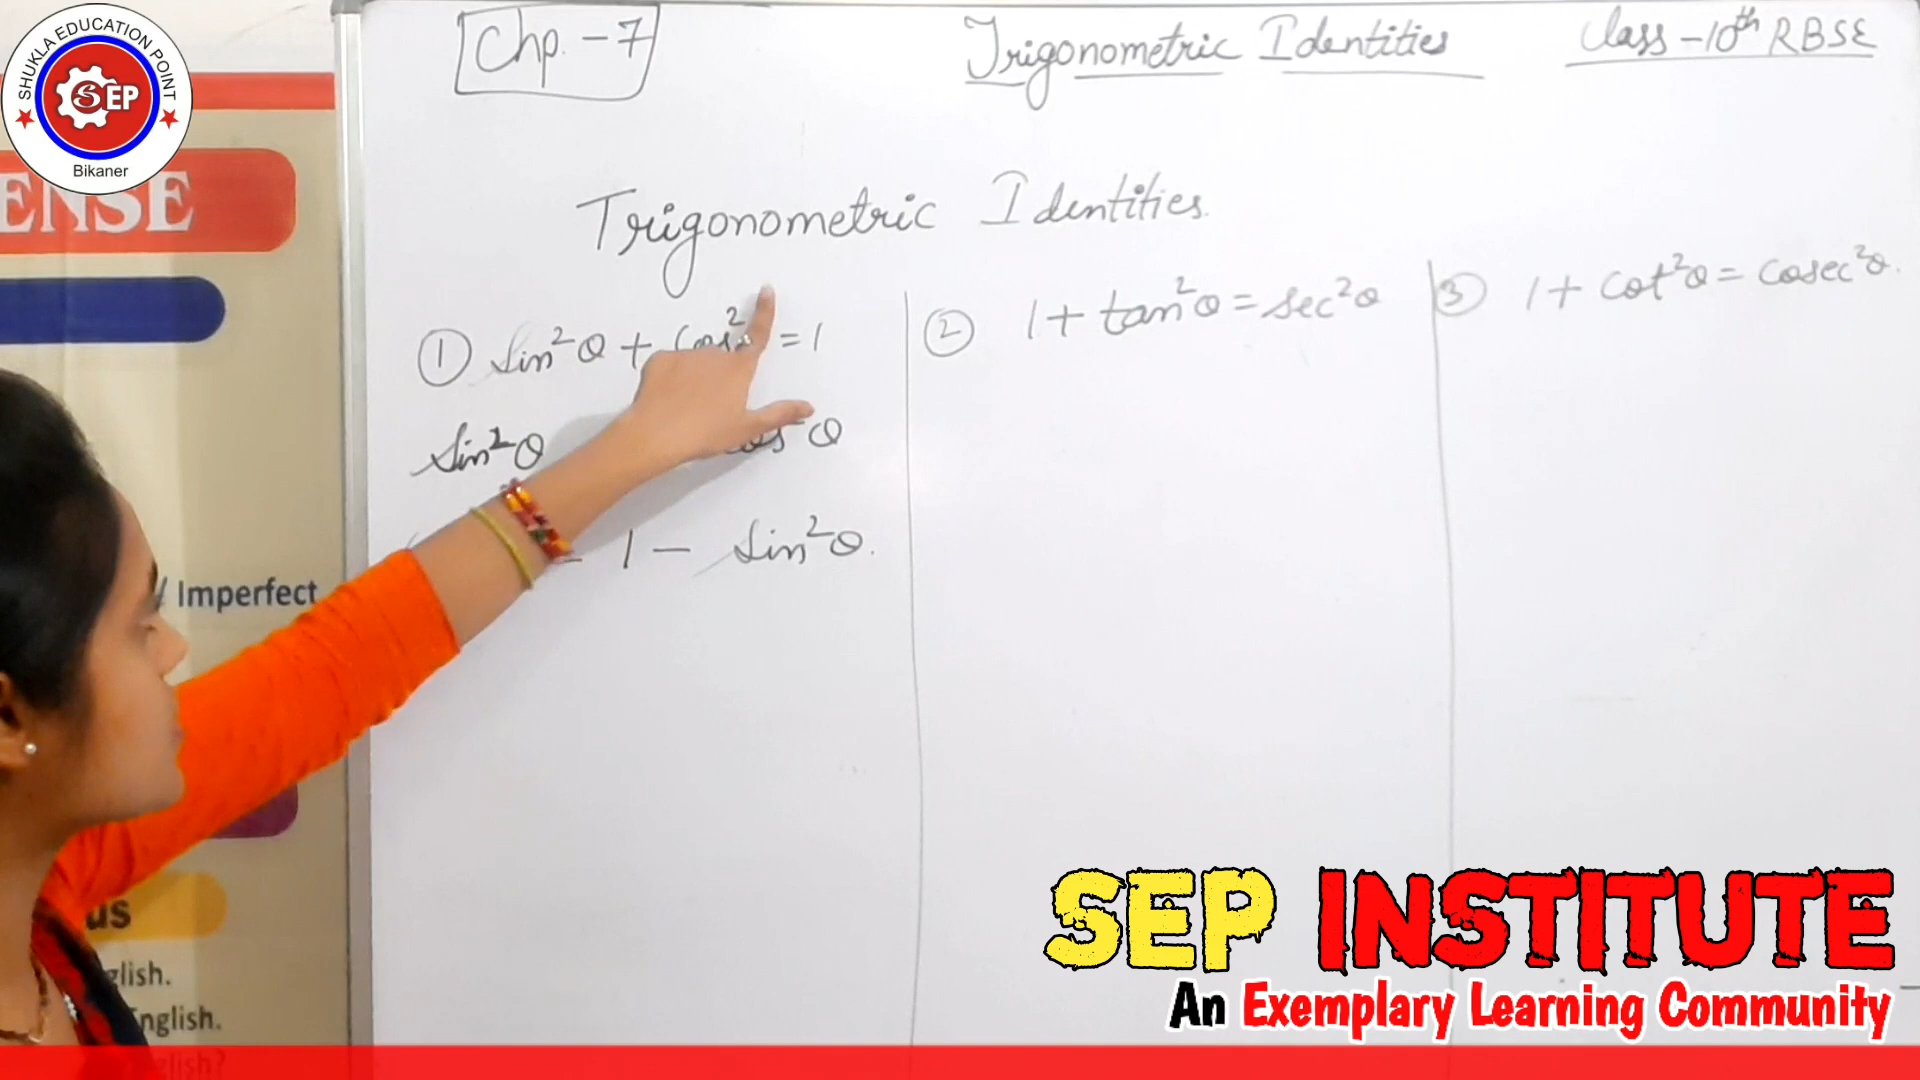 SHUKLA EDUCATION POINT
SEP
Bikaner
Chp. - 7
Trigonometric Identities
Class - 10th RBSE
ENSE
Trigonometric Identities.
① Sin²θ + Cos² = 1
② 1 + tan²θ = sec²θ
③ 1 + cot²θ = cosec²θ.
Sin²θ cos²θ
= 1 - Sin²θ.
/ Imperfect
us
glish.
English.
glish?
SEP INSTITUTE
An Exemplary Learning Community